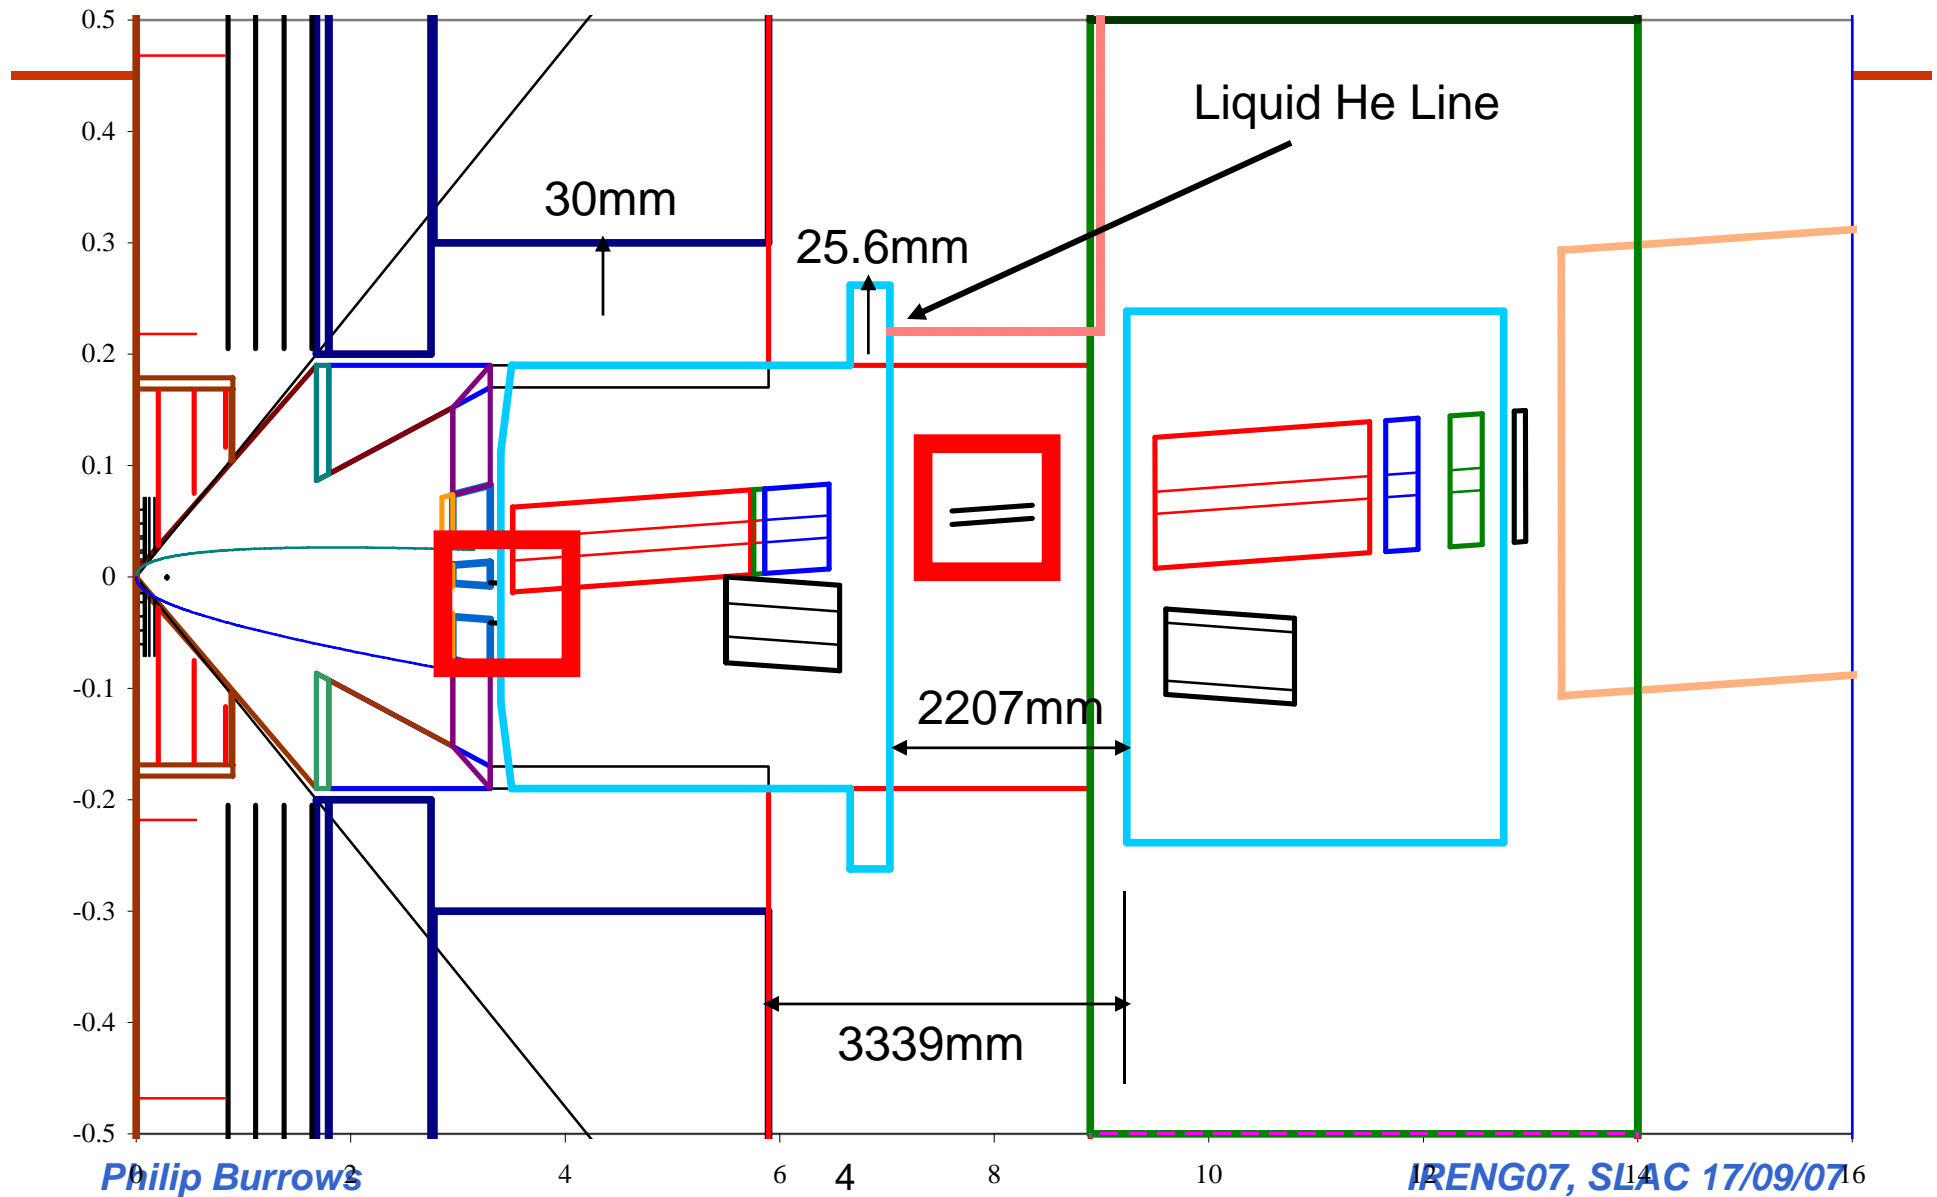 0.5
0.4
0.3
0.2
0.1
0
-0.1
-0.2
-0.3
-0.4
-0.5
Liquid He Line
30mm
25.6mm
2207mm
3339mm
0 2 4 6 8 10 12 14 16
Philip Burrows 4 IRENG07, SLAC 17/09/07